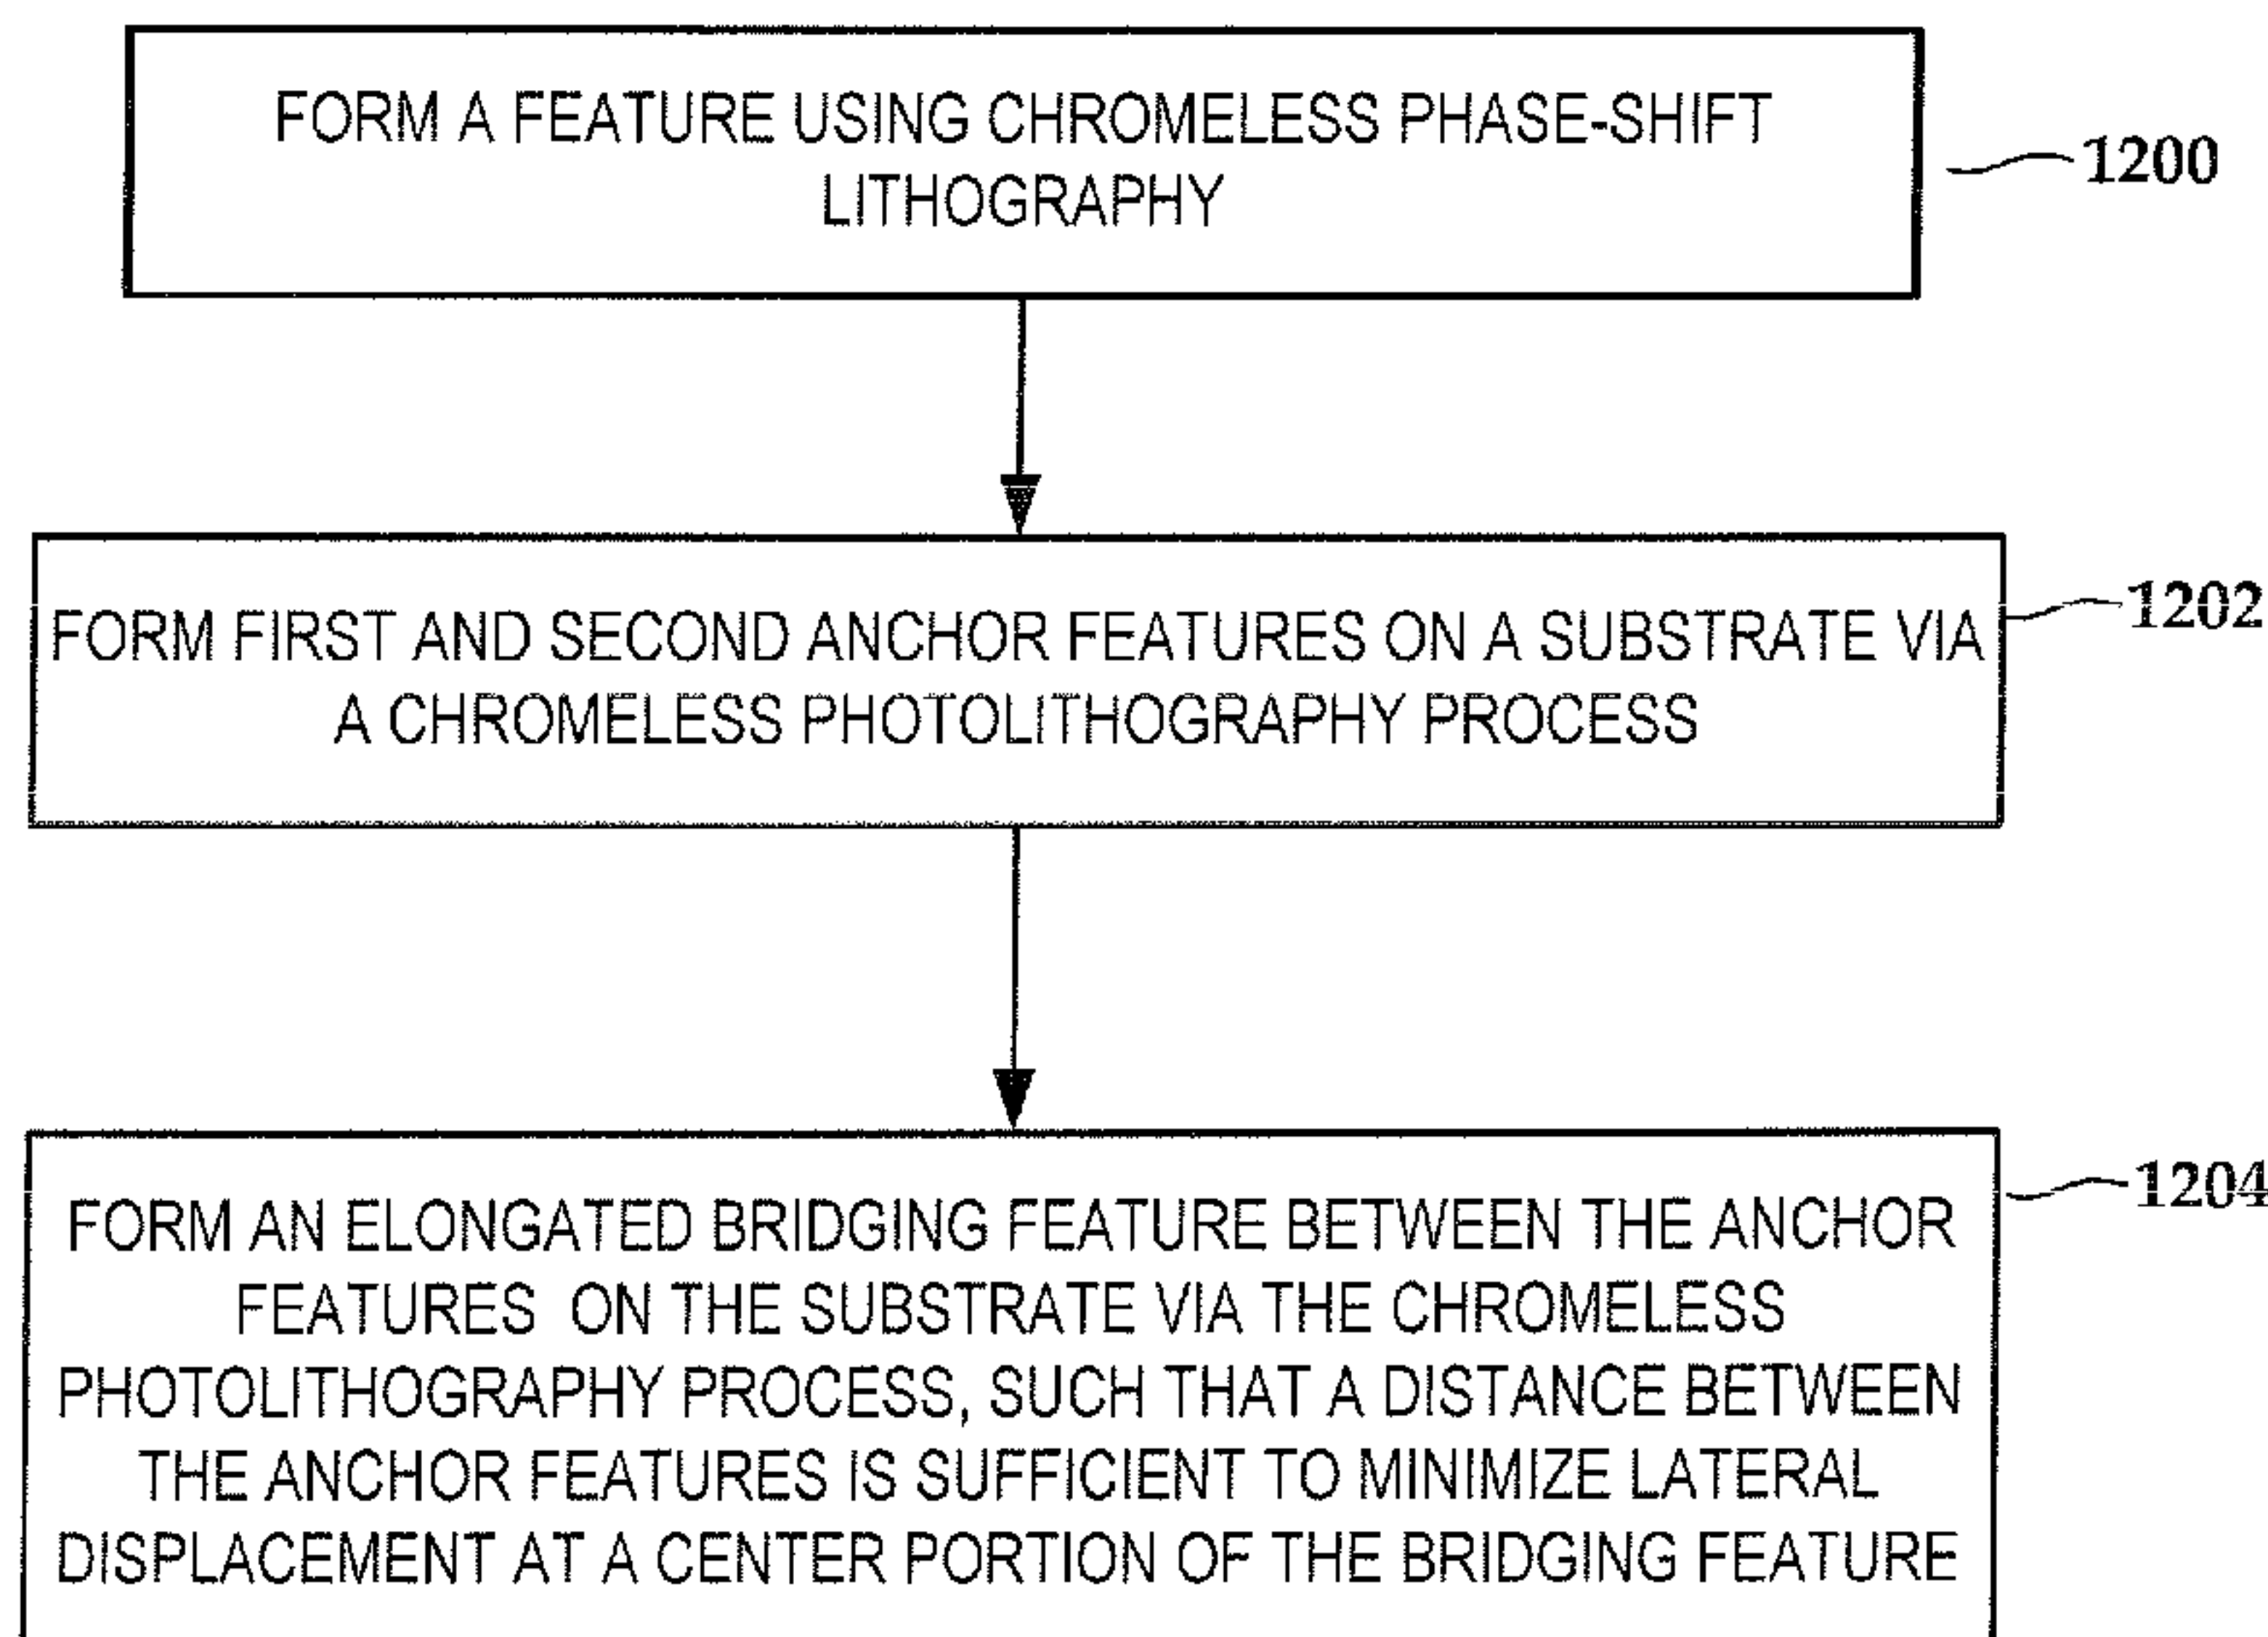 FORM A FEATURE USING CHROMELESS PHASE-SHIFT
LITHOGRAPHY
1200
FORM FIRST AND SECOND ANCHOR FEATURES ON A SUBSTRATE VIA
A CHROMELESS PHOTOLITHOGRAPHY PROCESS
1202
FORM AN ELONGATED BRIDGING FEATURE BETWEEN THE ANCHOR
FEATURES ON THE SUBSTRATE VIA THE CHROMELESS
PHOTOLITHOGRAPHY PROCESS, SUCH THAT A DISTANCE BETWEEN
THE ANCHOR FEATURES IS SUFFICIENT TO MINIMIZE LATERAL
DISPLACEMENT AT A CENTER PORTION OF THE BRIDGING FEATURE
1204